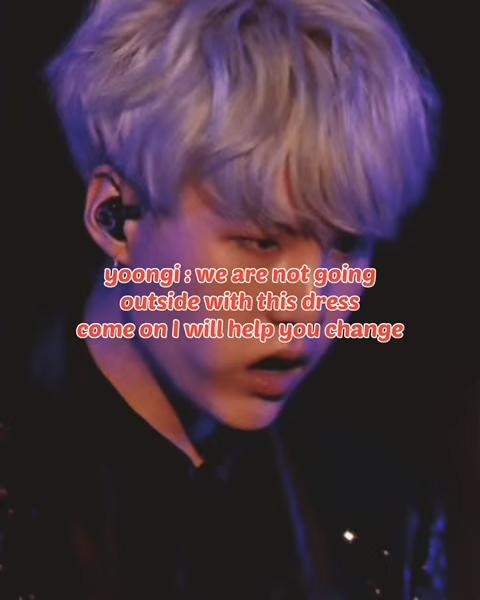 yoongi : we are not going
outside with this dress
come on I will help you change